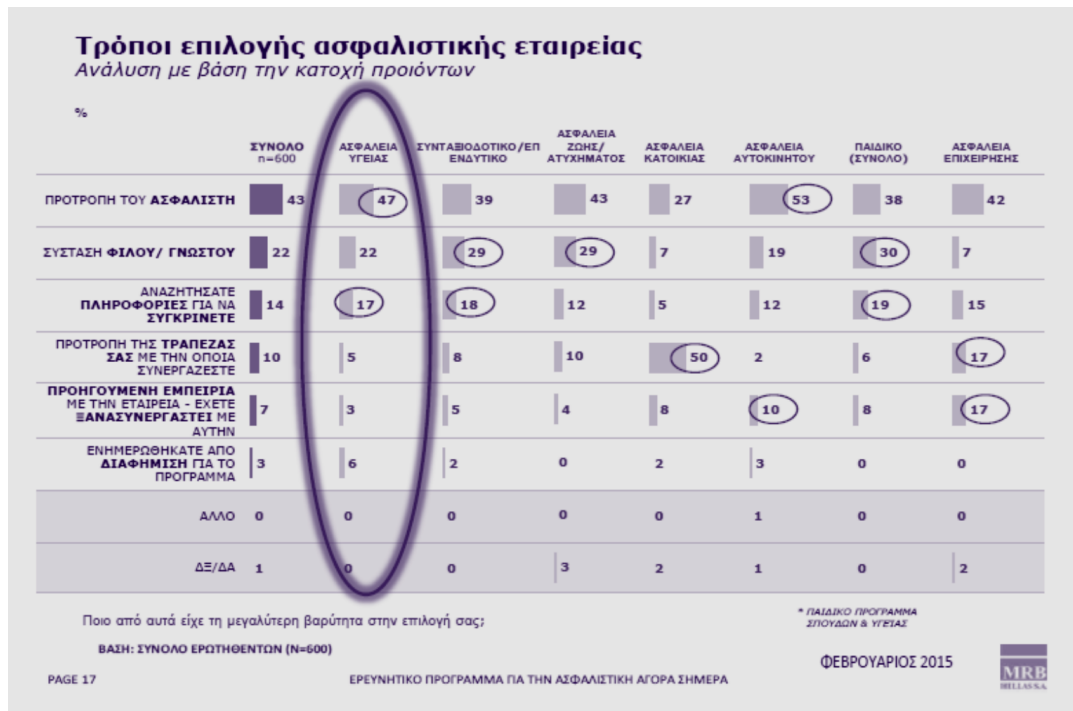 Τρόποι επιλογής ασφαλιστικής εταιρείας
Ανάλυση με βάση την κατοχή προιόντων
%
ΣΥΝΟΛΟ
n=600
ΑΣΦΑΛΕΙΑ
ΥΓΕΙΑΣ
ΣΥΝΤΑΞΙΟΔΟΤΙΚΟ/ΕΠ
ΕΝΔΥΤΙΚΟ
ΑΣΦΑΛΕΙΑ
ΖΩΗΣ/
ΑΤΥΧΗΜΑΤΟΣ
ΑΣΦΑΛΕΙΑ
ΚΑΤΟΙΚΙΑΣ
ΑΣΦΑΛΕΙΑ
ΑΥΤΟΚΙΝΗΤΟΥ
ΠΑΙΔΙΚΟ
(ΣΥΝΟΛΟ)
ΑΣΦΑΛΕΙΑ
ΕΠΙΧΕΙΡΗΣΗΣ
ΠΡΟΤΡΟΠΗ ΤΟΥ ΑΣΦΑΛΙΣΤΗ 43 47 39 43 27 53 38 42
ΣΥΣΤΑΣΗ ΦΙΛΟΥ/ ΓΝΩΣΤΟΥ 22 22 29 29 7 19 30 7
ΑΝΑΖΗΤΗΣΑΤΕ
ΠΛΗΡΟΦΟΡΙΕΣ ΓΙΑ ΝΑ
ΣΥΓΚΡΙΝΕΤΕ
14 17 18 12 5 12 19 15
ΠΡΟΤΡΟΠΗ ΤΗΣ ΤΡΑΠΕΖΑΣ
ΣΑΣ ΜΕ ΤΗΝ ΟΠΟΙΑ
ΣΥΝΕΡΓΑΖΕΣΤΕ
10 5 8 10 50 2 6 17
ΠΡΟΗΓΟΥΜΕΝΗ ΕΜΠΕΙΡΙΑ
ΜΕ ΤΗΝ ΕΤΑΙΡΕΙΑ - ΕΧΕΤΕ
ΞΑΝΑΣΥΝΕΡΓΑΣΤΕΙ ΜΕ
ΑΥΤΗΝ
7 3 5 4 8 10 8 17
ΕΝΗΜΕΡΩΘΗΚΑΤΕ ΑΠΟ
ΔΙΑΦΗΜΙΣΗ ΓΙΑ ΤΟ
ΠΡΟΓΡΑΜΜΑ
3 6 2 0 2 3 0 0
ΑΛΛΟ 0 0 0 0 0 1 0 0
ΔΞ/ΔΑ 1 0 0 3 2 1 0 2
Ποιο από αυτά είχε τη μεγαλύτερη βαρύτητα στην επιλογή σας;
* ΠΑΙΔΙΚΟ ΠΡΟΓΡΑΜΜΑ
ΣΠΟΥΔΩΝ & ΥΓΕΙΑΣ
ΒΑΣΗ: ΣΥΝΟΛΟ ΕΡΩΤΗΘΕΝΤΩΝ (N=600)
ΦΕΒΡΟΥΑΡΙΟΣ 2015
PAGE 17
ΕΡΕΥΝΗΤΙΚΟ ΠΡΟΓΡΑΜΜΑ ΓΙΑ ΤΗΝ ΑΣΦΑΛΙΣΤΙΚΗ ΑΓΟΡΑ ΣΗΜΕΡΑ
MRB
HELLAS S.A.